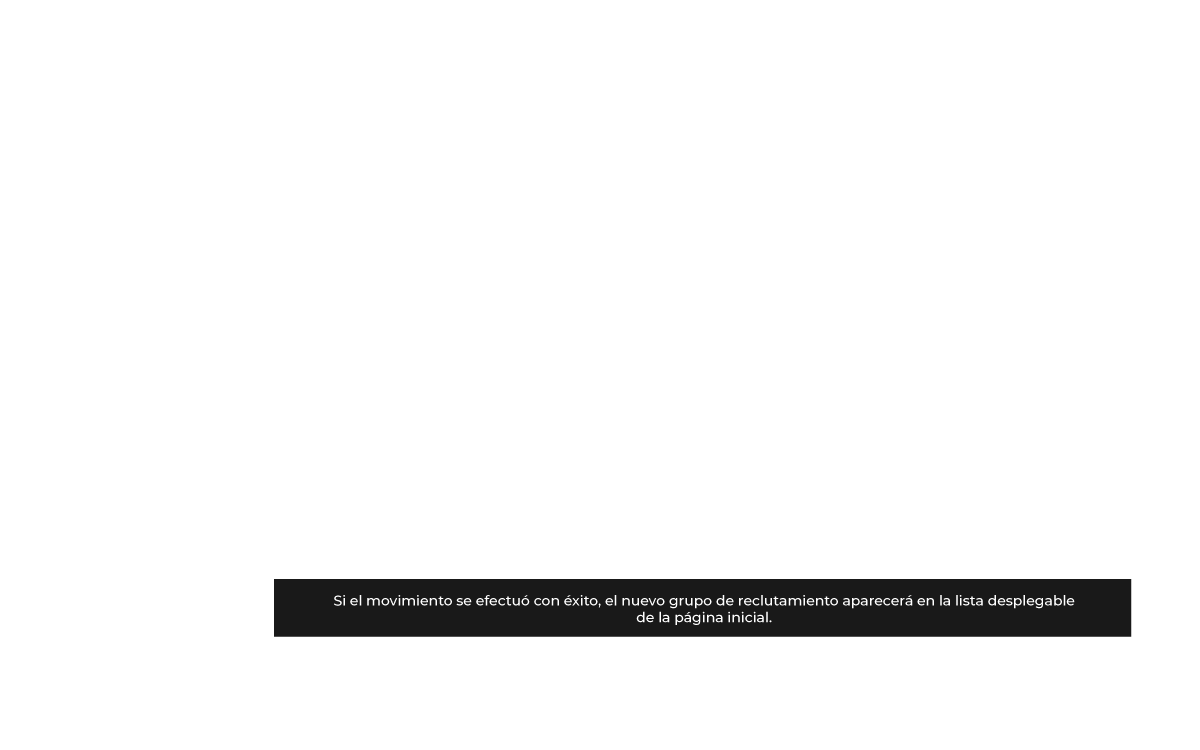 Si el movimiento se efectuó con éxito, el nuevo grupo de reclutamiento aparecerá en la lista desplegable
de la página inicial.